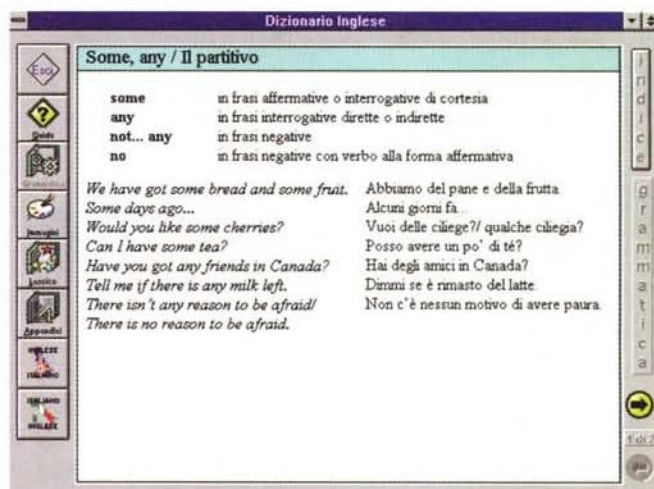 Dizionario Inglese
Esci
Some, any / Il partitivo
some in frasi affermative o interrogative di cortesia
any in frasi interrogative dirette o indirette
not... any in frasi negative
no in frasi negative con verbo alla forma affermativa
We have got some bread and some fruit. Abbiamo del pane e della frutta.
Some days ago... Alcuni giorni fa...
Would you like some cherries? Vuoi delle ciliege?/ qualche ciliegia?
Can I have some tea? Posso avere un po' di té?
Have you got any friends in Canada? Hai degli amici in Canada?
Tell me if there is any milk left. Dimmi se è rimasto del latte.
There isn't any reason to be afraid/ Non c'è nessun motivo di avere paura.
There is no reason to be afraid.
Guida
Grammatica
Immagini
Lessico
Appendici
INGLESE
ITALIANO
ITALIANO
INGLESE
indice
grammatica
1 di 2